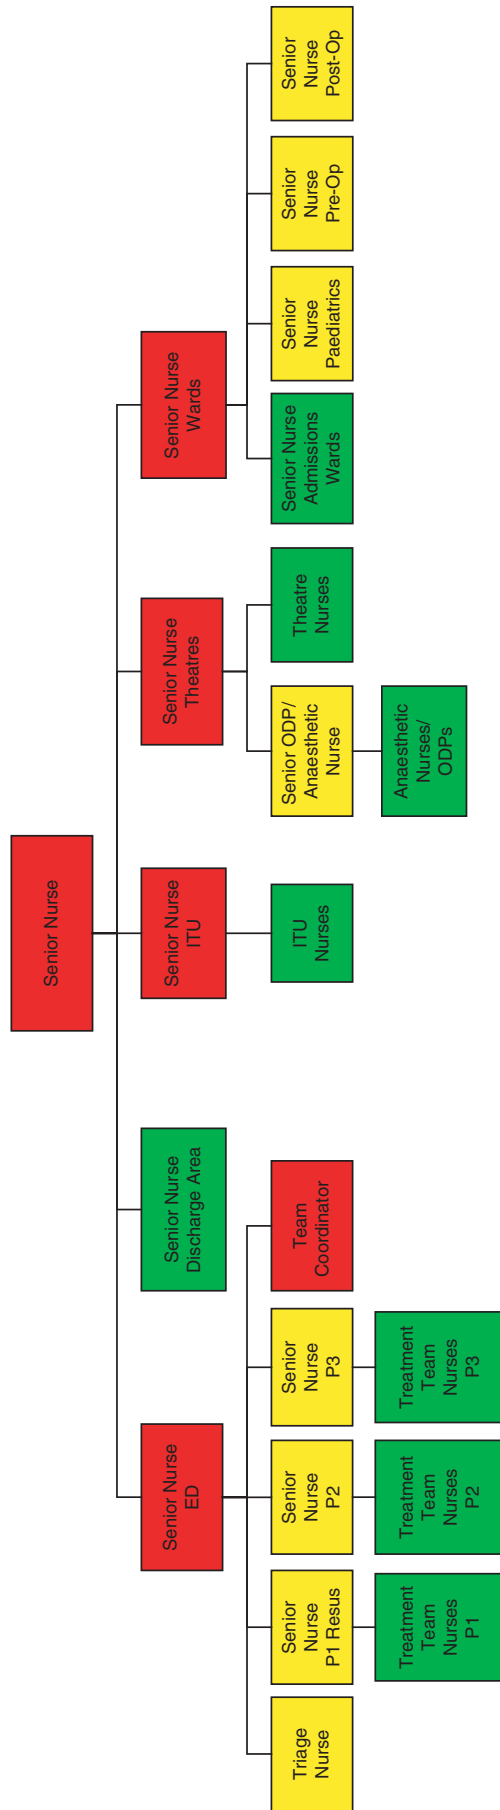 Senior Nurse
Senior Nurse
ED
Senior Nurse
Discharge Area
Senior Nurse
ITU
Senior Nurse
Theatres
Senior Nurse
Wards
Triage
Nurse
Senior
Nurse
P1 Resus
Senior
Nurse
P2
Senior
Nurse
P3
Team
Coordinator
ITU
Nurses
Senior ODP/
Anaesthetic
Nurse
Theatre
Nurses
Senior Nurse
Admissions
Wards
Senior
Nurse
Paediatrics
Senior
Nurse
Pre-Op
Senior
Nurse
Post-Op
Treatment
Team
Nurses
P1
Treatment
Team
Nurses
P2
Treatment
Team
Nurses
P3
Anaesthetic
Nurses/
ODPs